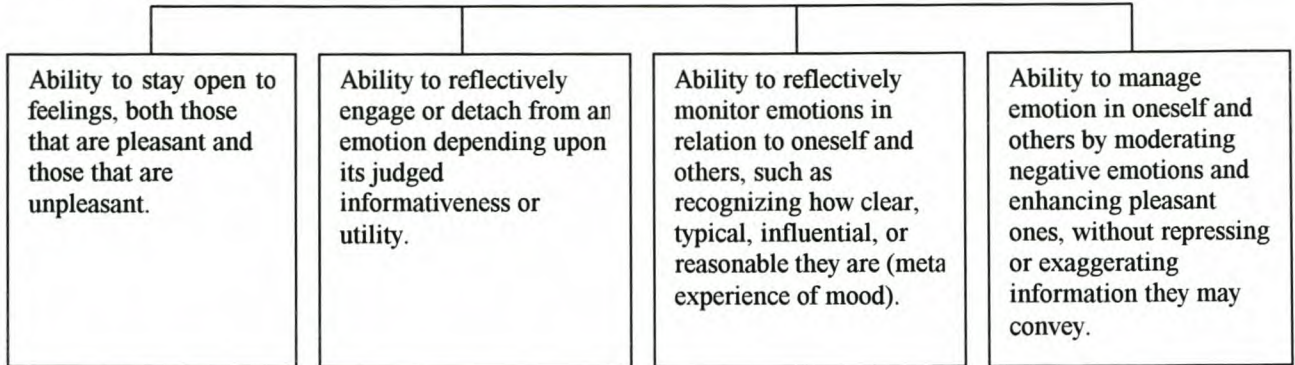 Ability to stay open to
feelings, both those
that are pleasant and
those that are
unpleasant.
Ability to reflectively
engage or detach from an
emotion depending upon
its judged
informativeness or
utility.
Ability to reflectively
monitor emotions in
relation to oneself and
others, such as
recognizing how clear,
typical, influential, or
reasonable they are (meta
experience of mood).
Ability to manage
emotion in oneself and
others by moderating
negative emotions and
enhancing pleasant
ones, without repressing
or exaggerating
information they may
convey.